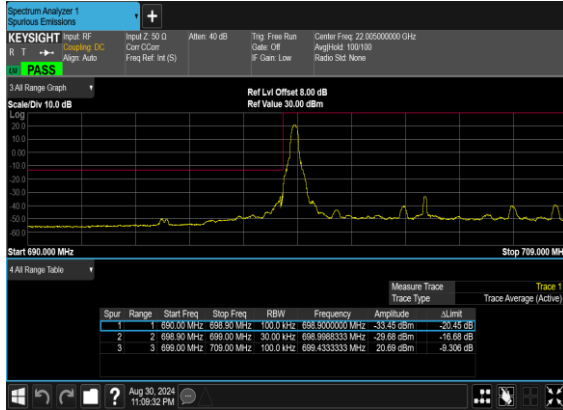 Spectrum Analyzer 1
Spurious Emissions
+
KEYSIGHT Input: RF Input Z: 50 Ω Atten: 40 dB Trig: Free Run Center Freq: 22.005000000 GHz
R T Coupling: DC Corr CCorr Gate: Off Avg|Hold: 100/100
Align: Auto Freq Ref: Int (S) IF Gain: Low Radio Std: None
PASS
3 All Range Graph
Ref Lvl Offset 8.00 dB
Scale/Div 10.0 dB Ref Value 30.00 dBm
Log
20.0
10.0
0.00
-10.0
-20.0
-30.0
-40.0
-50.0
-60.0
Start 690.000 MHz Stop 709.000 MH
4 All Range Table
Measure Trace Trace 1
Trace Type Trace Average (Active)
Spur Range Start Freq Stop Freq RBW Frequency Amplitude ΔLimit
1 1 690.00 MHz 698.90 MHz 100.0 kHz 698.9000000 MHz -33.45 dBm -20.45 dB
2 2 698.90 MHz 699.00 MHz 30.00 kHz 698.9988333 MHz -29.68 dBm -16.68 dB
3 3 699.00 MHz 709.00 MHz 100.0 kHz 699.4333333 MHz 20.69 dBm -9.306 dB
? Aug 30, 2024
11:09:32 PM